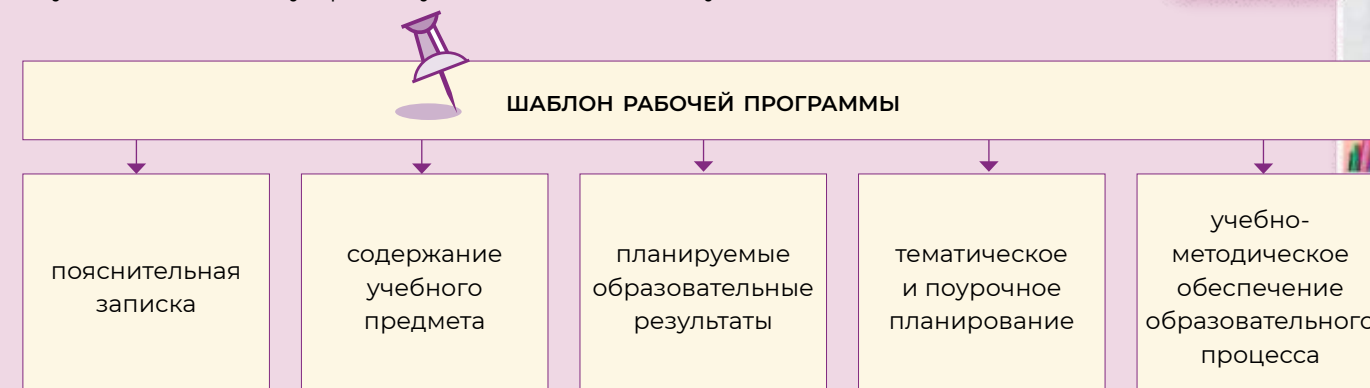 ШАБЛОН РАБОЧЕЙ ПРОГРАММЫ
пояснительная
записка
содержание
учебного
предмета
планируемые
образовательные
результаты
тематическое
и поурочное
планирование
учебно-
методическое
обеспечение
образовательного
процесса